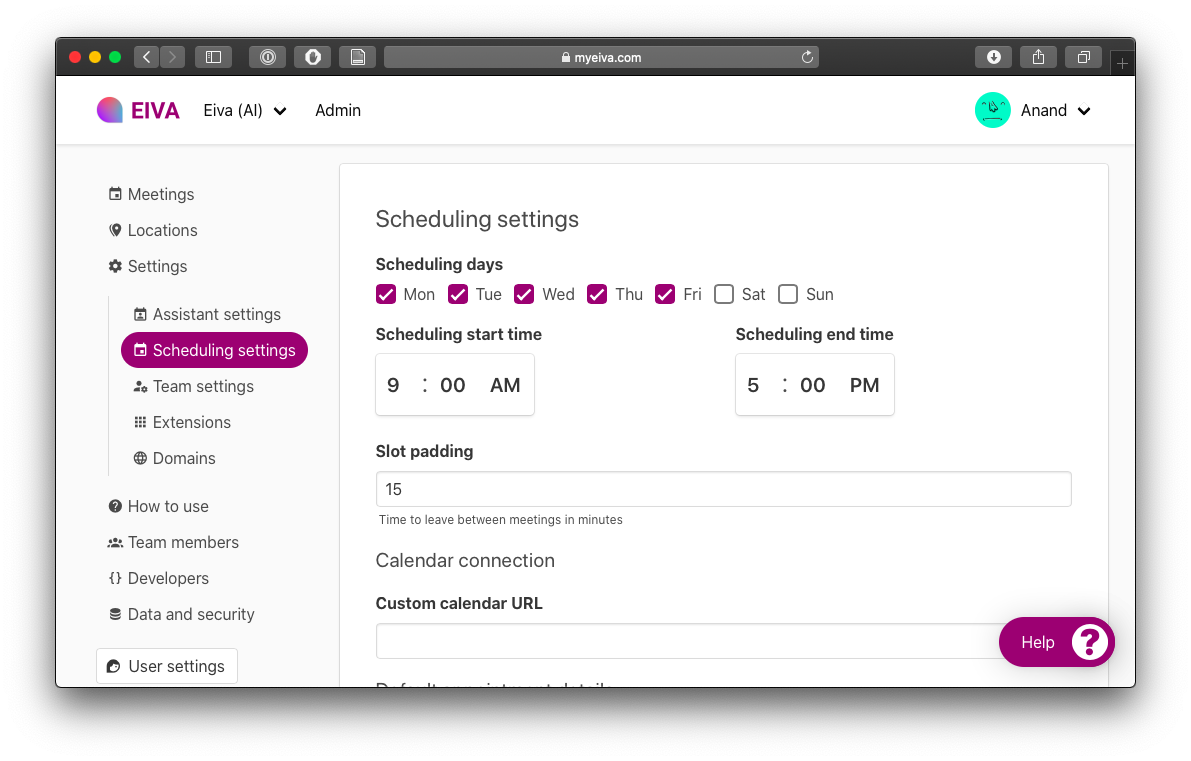 myeiva.com
EIVA Eiva (AI) Admin Anand
Meetings
Locations
Settings
Assistant settings
Scheduling settings
Team settings
Extensions
Domains
How to use
Team members
{} Developers
Data and security
User settings
Scheduling settings
Scheduling days
Mon Tue Wed Thu Fri Sat Sun
Scheduling start time Scheduling end time
9 : 00 AM 5 : 00 PM
Slot padding
15
Time to leave between meetings in minutes
Calendar connection
Custom calendar URL
Help ?
Default appointment details